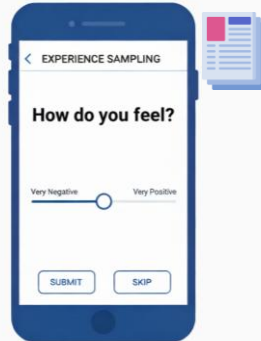 < EXPERIENCE SAMPLING
How do you feel?
Very Negative Very Positive
SUBMIT SKIP